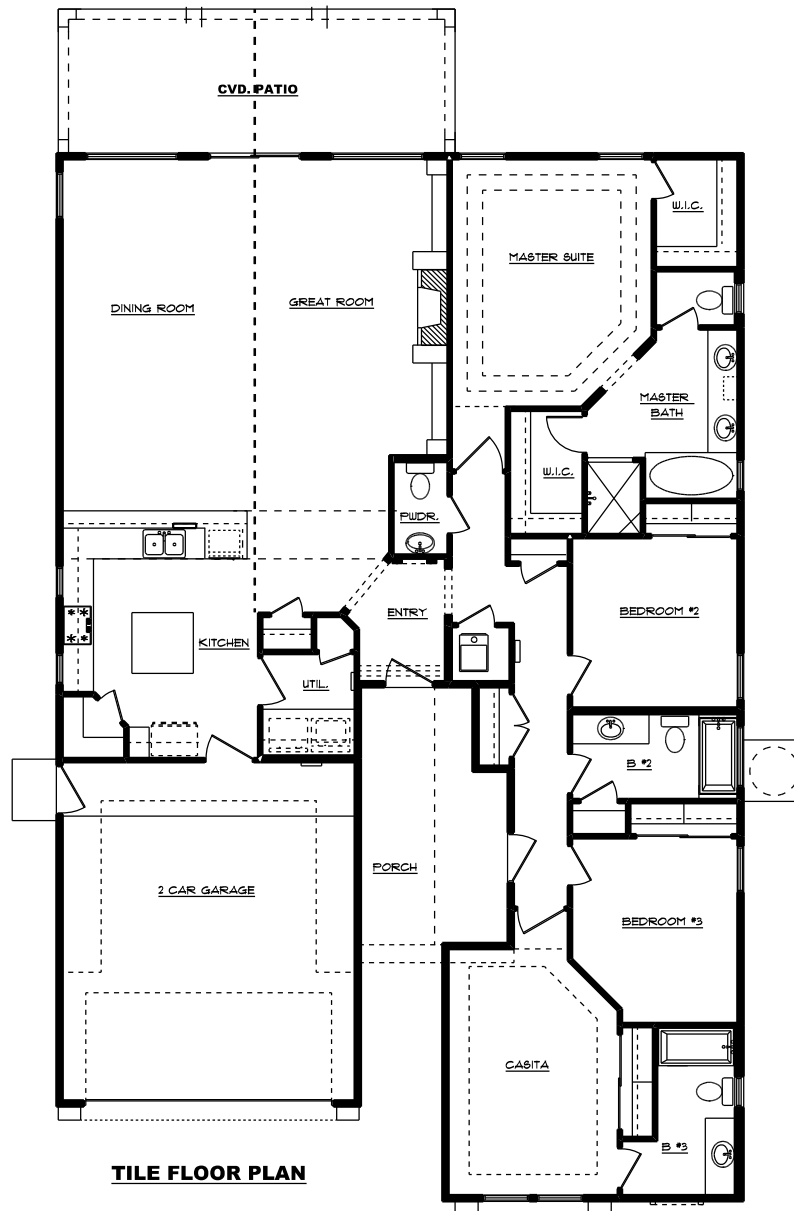 CVD. PATIO
W.I.C.
MASTER SUITE
DINING ROOM
GREAT ROOM
MASTER
BATH
W.I.C.
PWDR.
ENTRY
BEDROOM #2
KITCHEN
UTIL.
B #2
PORCH
2 CAR GARAGE
BEDROOM #3
CASITA
B #3
TILE FLOOR PLAN